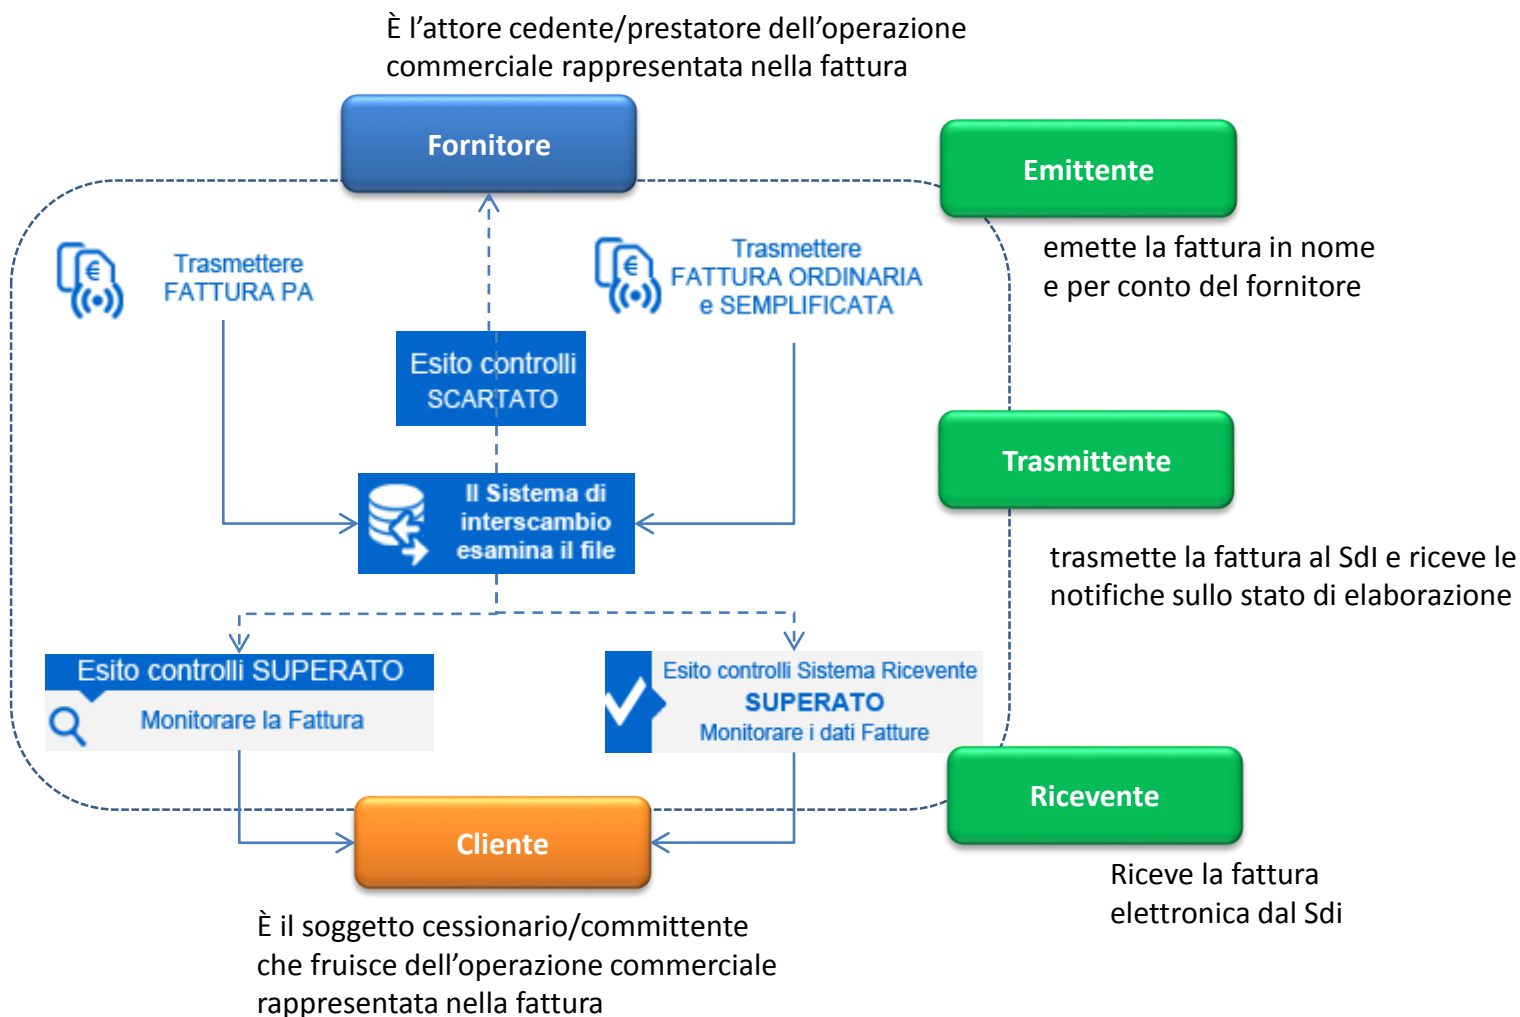 È l’attore cedente/prestatore dell’operazione
commerciale rappresentata nella fattura
Fornitore
Emittente
emette la fattura in nome
e per conto del fornitore
Trasmettere
FATTURA PA
Trasmettere
FATTURA ORDINARIA
e SEMPLIFICATA
Esito controlli
SCARTATO
Trasmittente
trasmette la fattura al SdI e riceve le
notifiche sullo stato di elaborazione
Il Sistema di
interscambio
esamina il file
Esito controlli SUPERATO
Monitorare la Fattura
Esito controlli Sistema Ricevente
SUPERATO
Monitorare i dati Fatture
Ricevente
Riceve la fattura
elettronica dal Sdi
Cliente
È il soggetto cessionario/committente
che fruisce dell’operazione commerciale
rappresentata nella fattura